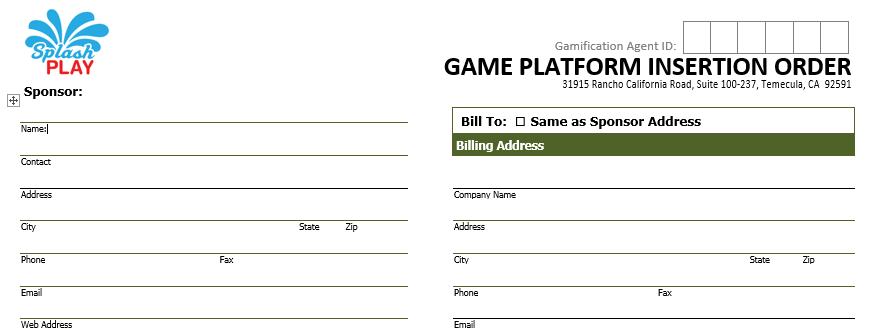 Splash
PLAY
Gamification Agent ID:
GAME PLATFORM INSERTION ORDER
31915 Rancho California Road, Suite 100-237, Temecula, CA 92591
Sponsor:
Name:
Contact
Address
City State Zip
Phone Fax
Email
Web Address
Bill To: ☐ Same as Sponsor Address
Billing Address
Company Name
Address
City State Zip
Phone Fax
Email